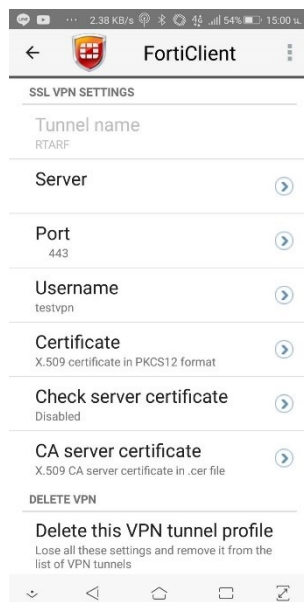 2.38 KB/s 54% 15:00 น.
FortiClient
SSL VPN SETTINGS
Tunnel name
RTARF
Server
Port
443
Username
testvpn
Certificate
X.509 certificate in PKCS12 format
Check server certificate
Disabled
CA server certificate
X.509 CA server certificate in .cer file
DELETE VPN
Delete this VPN tunnel profile
Lose all these settings and remove it from the
list of VPN tunnels